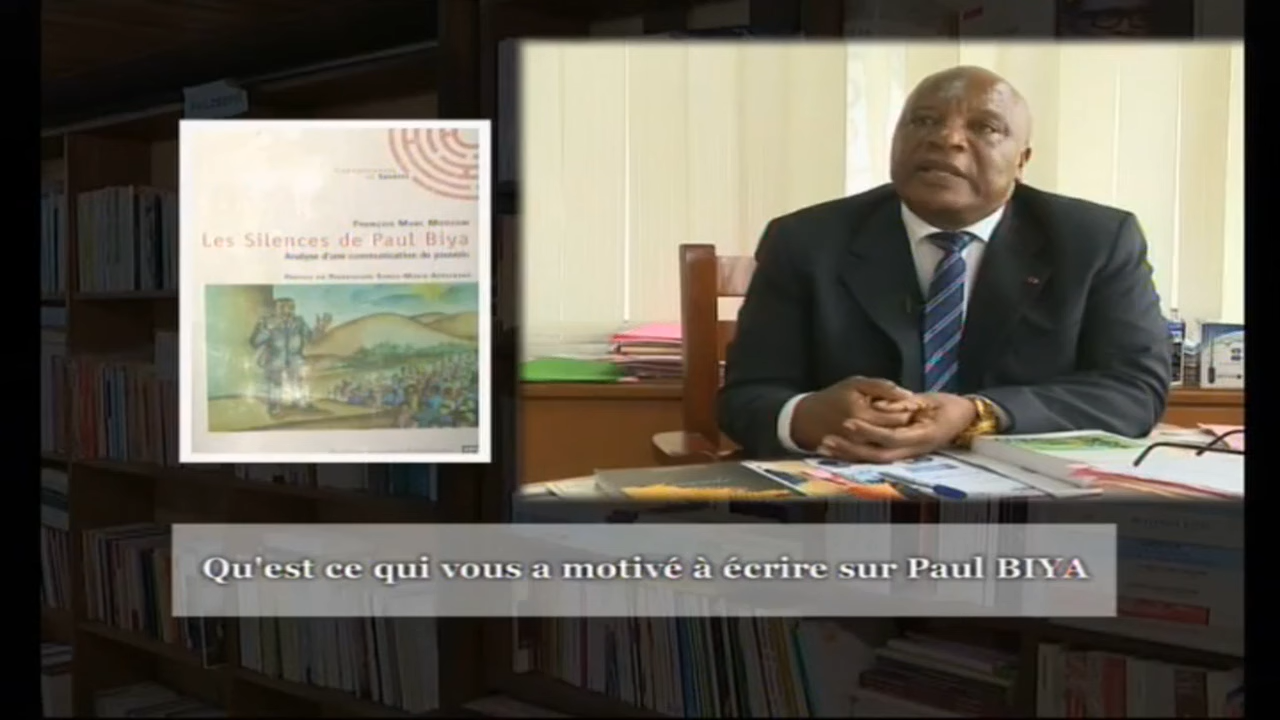 François Marc Modzom
Les Silences de Paul Biya
Analyse d'une communication de pouvoir
Qu'est ce qui vous a motivé à écrire sur Paul BIYA